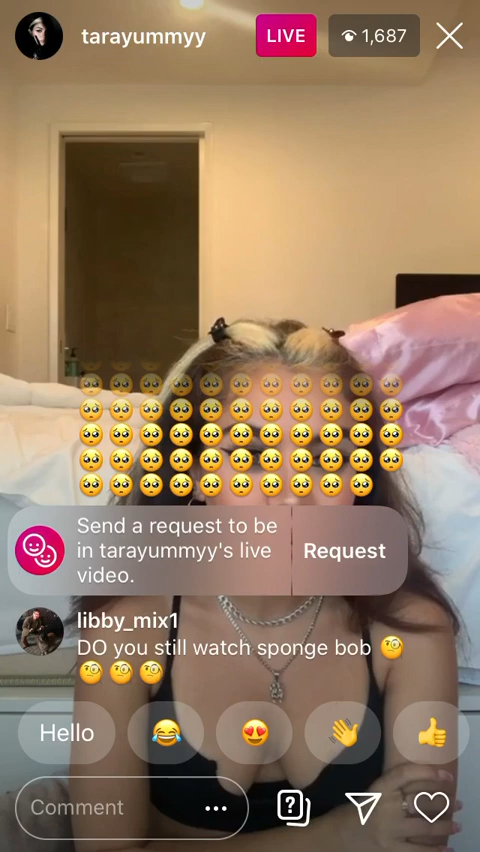 tarayummyy LIVE 1,687
🥺🥺🥺🥺🥺🥺🥺🥺🥺🥺🥺
🥺🥺🥺🥺🥺🥺🥺🥺🥺🥺🥺
🥺🥺🥺🥺🥺🥺🥺🥺🥺🥺🥺
🥺🥺🥺🥺🥺🥺🥺🥺🥺🥺🥺
🥺🥺🥺🥺🥺🥺🥺🥺🥺🥺
Send a request to be
in tarayummyy's live
video.
Request
libby_mix1
DO you still watch sponge bob 🧐
🧐🧐🧐
Hello 😂 😍 👋 👍
Comment ...